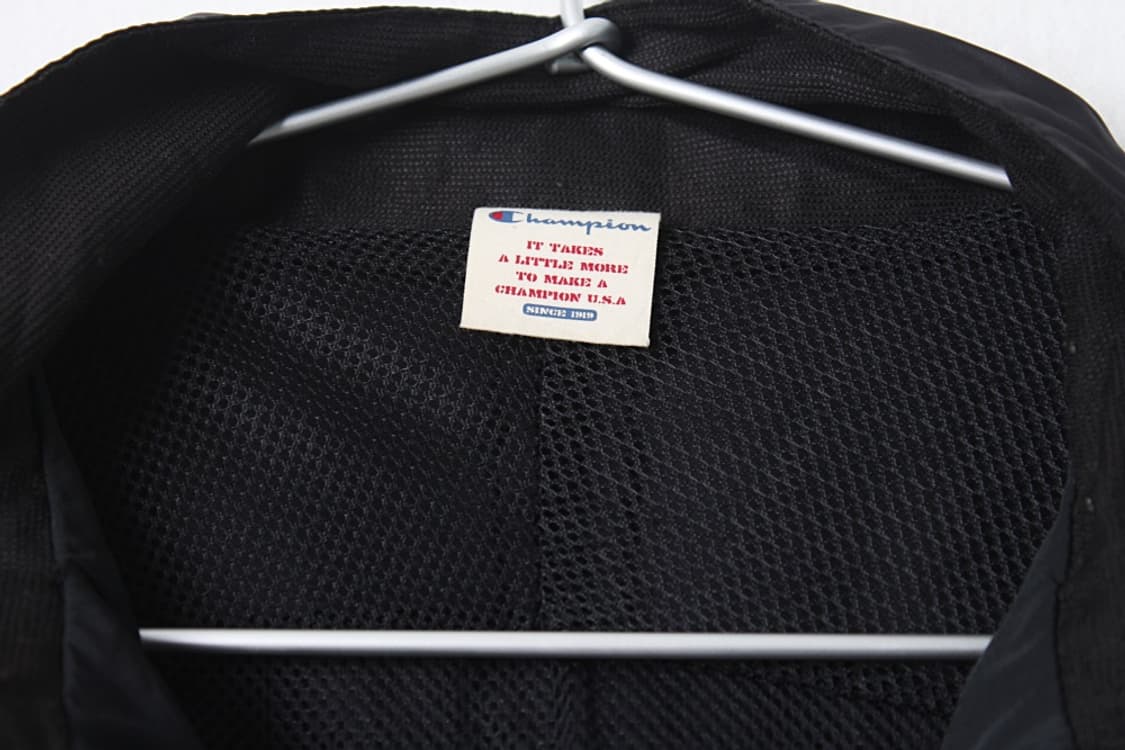 Champion
IT TAKES
A LITTLE MORE
TO MAKE A
CHAMPION U.S.A
SINCE 1919